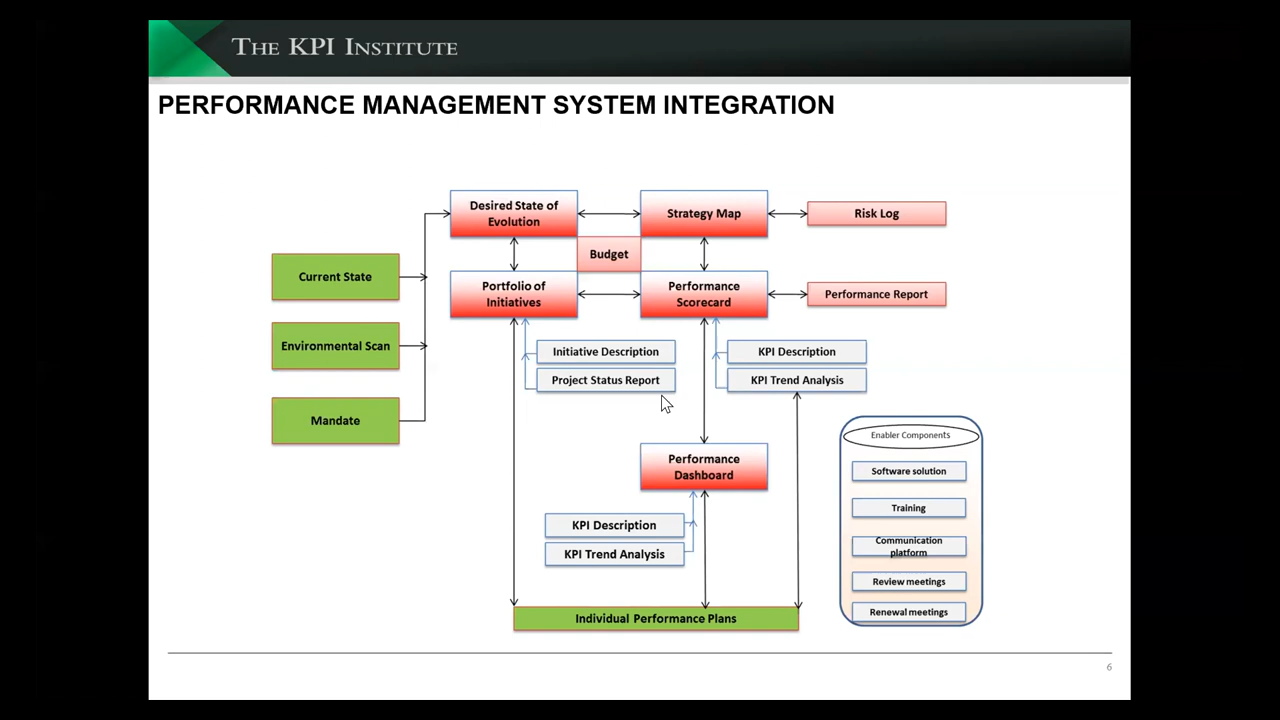 THE KPI INSTITUTE
PERFORMANCE MANAGEMENT SYSTEM INTEGRATION
Desired State of
Evolution
Strategy Map
Risk Log
Budget
Current State
Portfolio of
Initiatives
Performance
Scorecard
Performance Report
Environmental Scan
Initiative Description
KPI Description
Project Status Report
KPI Trend Analysis
Mandate
Enabler Components
Performance
Dashboard
Software solution
Training
KPI Description
Communication
platform
KPI Trend Analysis
Review meetings
Individual Performance Plans
Renewal meetings
6